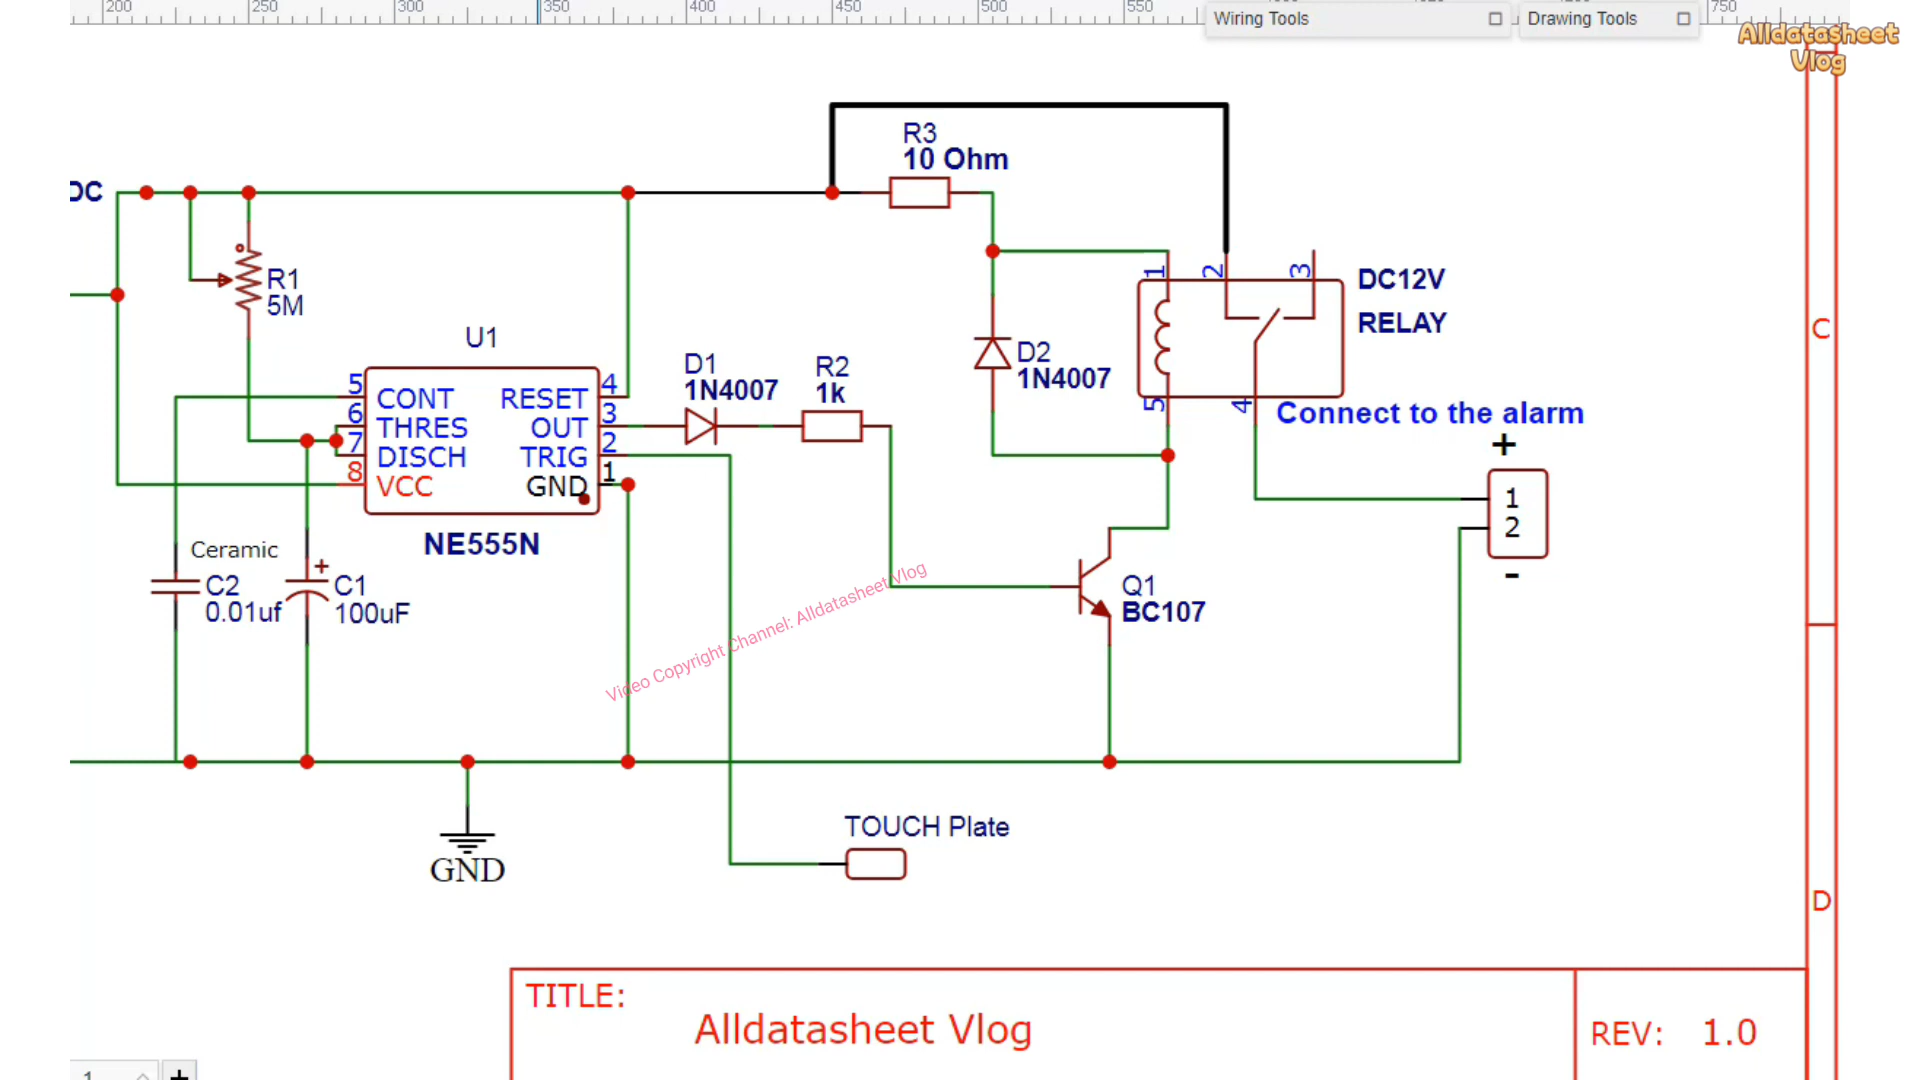 200 250 300 350 400 450 500 550 750
Wiring Tools
Drawing Tools
Alldatasheet
Vlog
DC
R3
10 Ohm
R1
5M
U1
5 CONT RESET 4
6 THRES OUT 3
7 DISCH TRIG 2
8 VCC GND 1
NE555N
D1
1N4007
R2
1k
D2
1N4007
1 2 3
5 4
DC12V
RELAY
Connect to the alarm
+
1
2
-
Ceramic
C2
0.01uf
+
C1
100uF
Q1
BC107
Video Copyright Channel: Alldatasheet Vlog
GND
TOUCH Plate
C
D
TITLE:
Alldatasheet Vlog
REV: 1.0
1 +